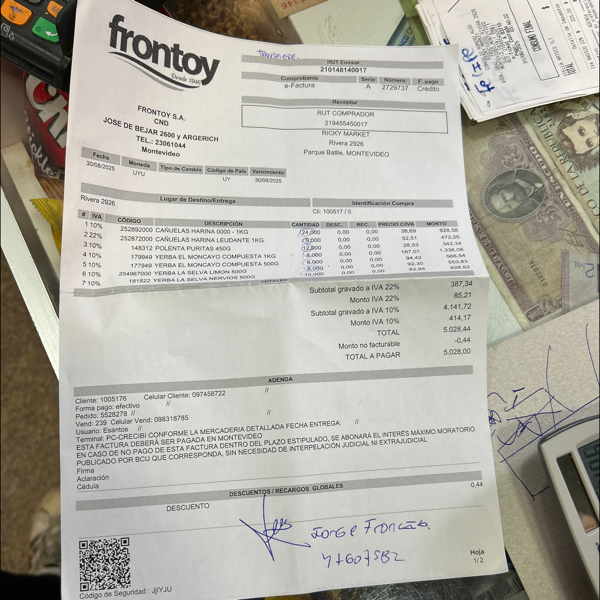 frontoy
Desde 1946
FRONTOY S.A.
CND
JOSE DE BEJAR 2600 y ARGERICH
TEL.: 23061044
Montevideo
RUT Emisor
210148140017
Comprobante Serie Número F. pago
e-Factura A 2729737 Crédito
Receptor
RUT COMPRADOR
219455450017
RICKY MARKET
Rivera 2926
Parque Batlle, MONTEVIDEO
Fecha Moneda Tipo de Cambio Código de País Vencimiento
30/08/2025 UYU UY 30/08/2025
Lugar de Destino/Entrega Identificación Compra
Rivera 2926 Cli: 100517 / 0
# IVA CÓDIGO DESCRIPCIÓN CANTIDAD DESC. REC. PRECIO C/IVA MONTO
1 10% 252892000 CAÑUELAS HARINA 0000 - 1KG 24,000 0,00 0,00 38,69 928,58
2 22% 252872000 CAÑUELAS HARINA LEUDANTE 1KG 9,000 0,00 0,00 52,51 472,55
3 10% 148312 POLENTA PURITAS 450G 12,000 0,00 0,00 28,53 342,34
4 10% 179949 YERBA EL MONCAYO COMPUESTA 1KG 0,00 0,00 167,01
5 10% 177949 YERBA EL MONCAYO COMPUESTA 500G 6,000 0,00 0,00 94,42
6 10% 254967000 YERBA LA SELVA LIMON 500G 6,000 0,00 0,00 92,30
7 10% 181522 YERBA LA SELVA NERVIOS 500G 10,000 0,00 0,00
Subtotal gravado a IVA 22% 387,34
Monto IVA 22% 85,21
Subtotal gravado a IVA 10% 4.141,72
Monto IVA 10% 414,17
TOTAL 5.028,44
Monto no facturable -0,44
TOTAL A PAGAR 5.028,00
ADENDA
Cliente: 1005176 Celular Cliente: 097458722 //
Forma pago: efectivo //
Pedido: 5528278 //
Vend: 239 Celular Vend: 098318785 //
Usuario: Esantos //
Terminal: PC-CRECIBI CONFORME LA MERCADERIA DETALLADA FECHA ENTREGA: //
ESTA FACTURA DEBERÁ SER PAGADA EN MONTEVIDEO
EN CASO DE NO PAGO DE ESTA FACTURA DENTRO DEL PLAZO ESTIPULADO, SE ABONARÁ EL INTERÉS MÁXIMO MORATORIO
PUBLICADO POR BCU QUE CORRESPONDA, SIN NECESIDAD DE INTERPELACIÓN JUDICIAL NI EXTRAJUDICIAL
Firma
Aclaración
Cédula
DESCUENTOS / RECARGOS GLOBALES
DESCUENTO 0,44
Hoja
1/2
Código de Seguridad : JjIYJU